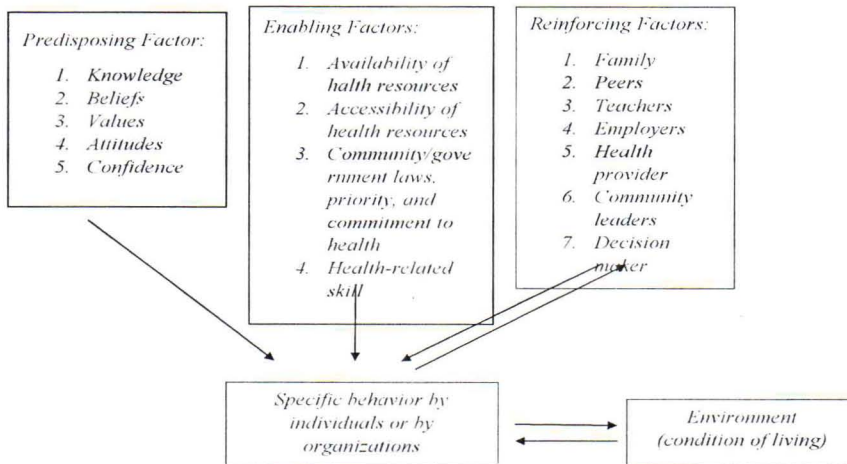 Predisposing Factor:
1. Knowledge
2. Beliefs
3. Values
4. Attitudes
5. Confidence
Enabling Factors:
1. Availability of
halth resources
2. Accessibility of
health resources
3. Community/gove
rnment laws,
priority, and
commitment to
health
4. Health-related
skill
Reinforcing Factors:
1. Family
2. Peers
3. Teachers
4. Employers
5. Health
provider
6. Community
leaders
7. Decision
maker
Specific behavior by
individuals or by
organizations
Environment
(condition of living)